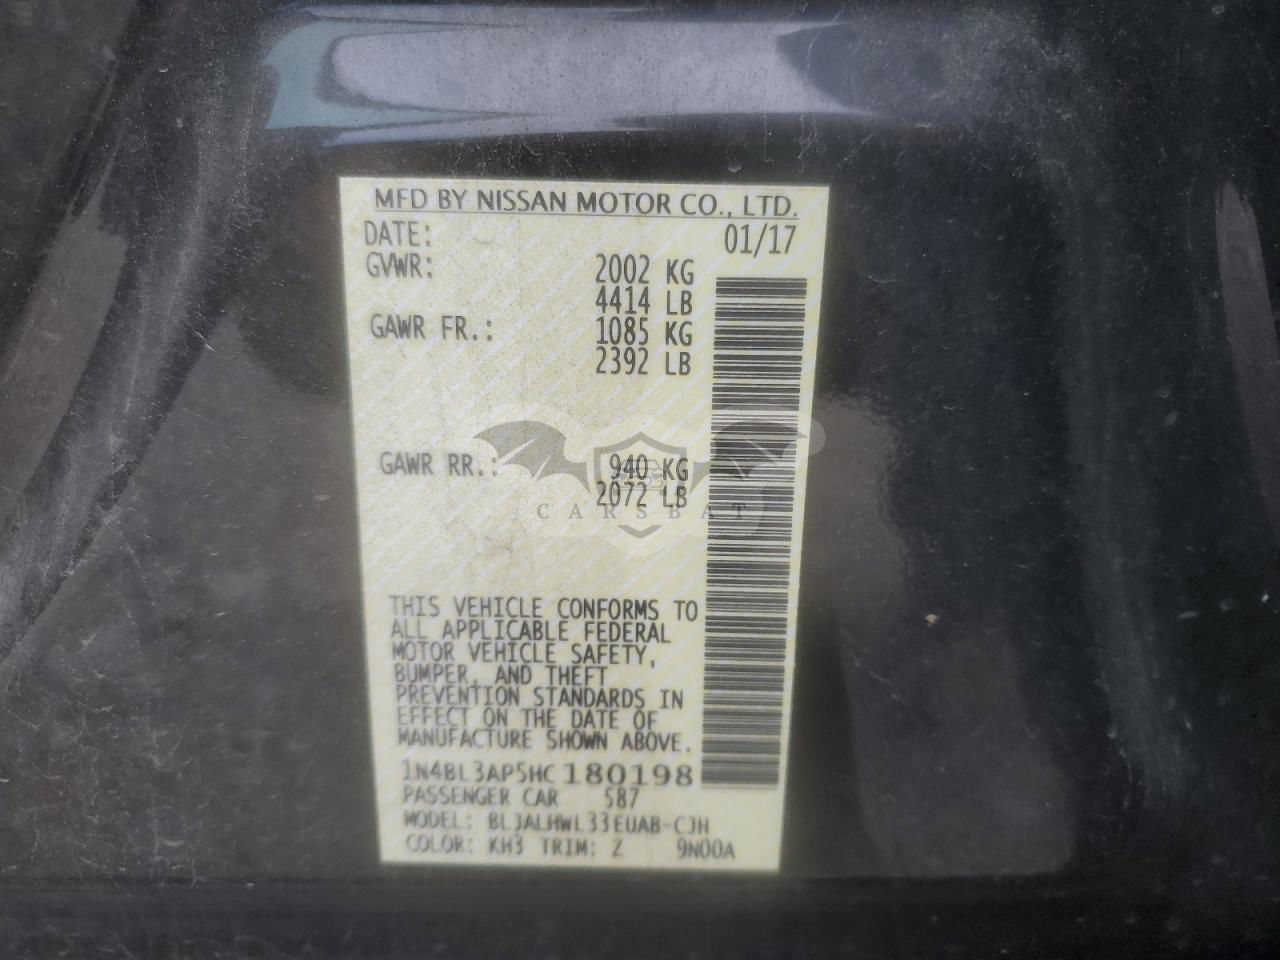 MFD BY NISSAN MOTOR CO., LTD.
DATE: 01/17
GVWR: 2002 KG
4414 LB
GAWR FR.: 1085 KG
2392 LB
GAWR RR.: 940 KG
2072 LB
CARSBAT
THIS VEHICLE CONFORMS TO
ALL APPLICABLE FEDERAL
MOTOR VEHICLE SAFETY,
BUMPER, AND THEFT
PREVENTION STANDARDS IN
EFFECT ON THE DATE OF
MANUFACTURE SHOWN ABOVE.
1N4BL3AP5HC180198
PASSENGER CAR 587
MODEL: BLJALHWL33EUAB-CJH
COLOR: KH3 TRIM: Z 9N00A